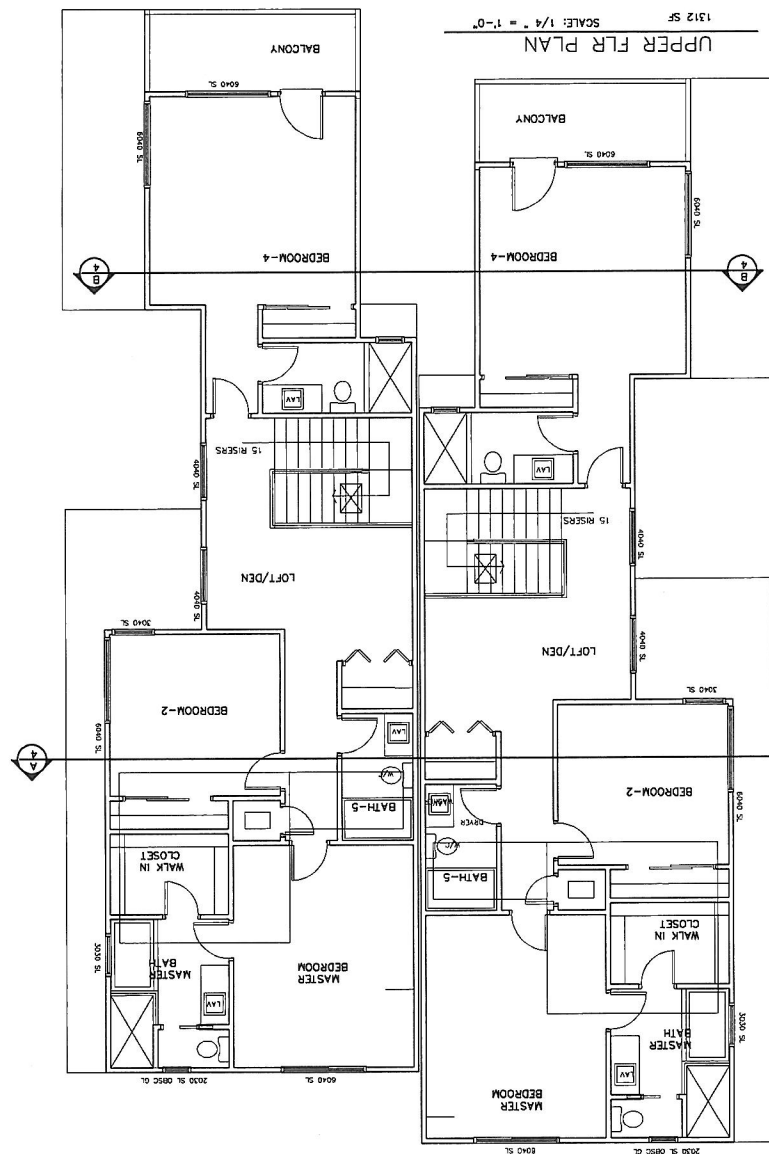 2030 SL OBSC GL
6040 SL
LAV
MASTER
BEDROOM
MASTER
BATH
3030 SL
WALK IN
CLOSET
BATH-5
W/C
DRYER
WASH
BEDROOM-2
6040 SL
3040 SL
LOFT/DEN
4040 SL
15 RISERS
4040 SL
LAV
BEDROOM-4
B
4
6040 SL
6040 SL
BALCONY
2030 SL OBSC GL
6040 SL
LAV
MASTER
BEDROOM
MASTER
BATH
3030 SL
WALK IN
CLOSET
BATH-5
W/C
LAV
A
4
BEDROOM-2
6040 SL
3040 SL
LOFT/DEN
4040 SL
15 RISERS
4040 SL
LAV
BEDROOM-4
B
4
6040 SL
6040 SL
BALCONY
UPPER FLR PLAN
1312 SF SCALE: 1/4 " = 1'-0"